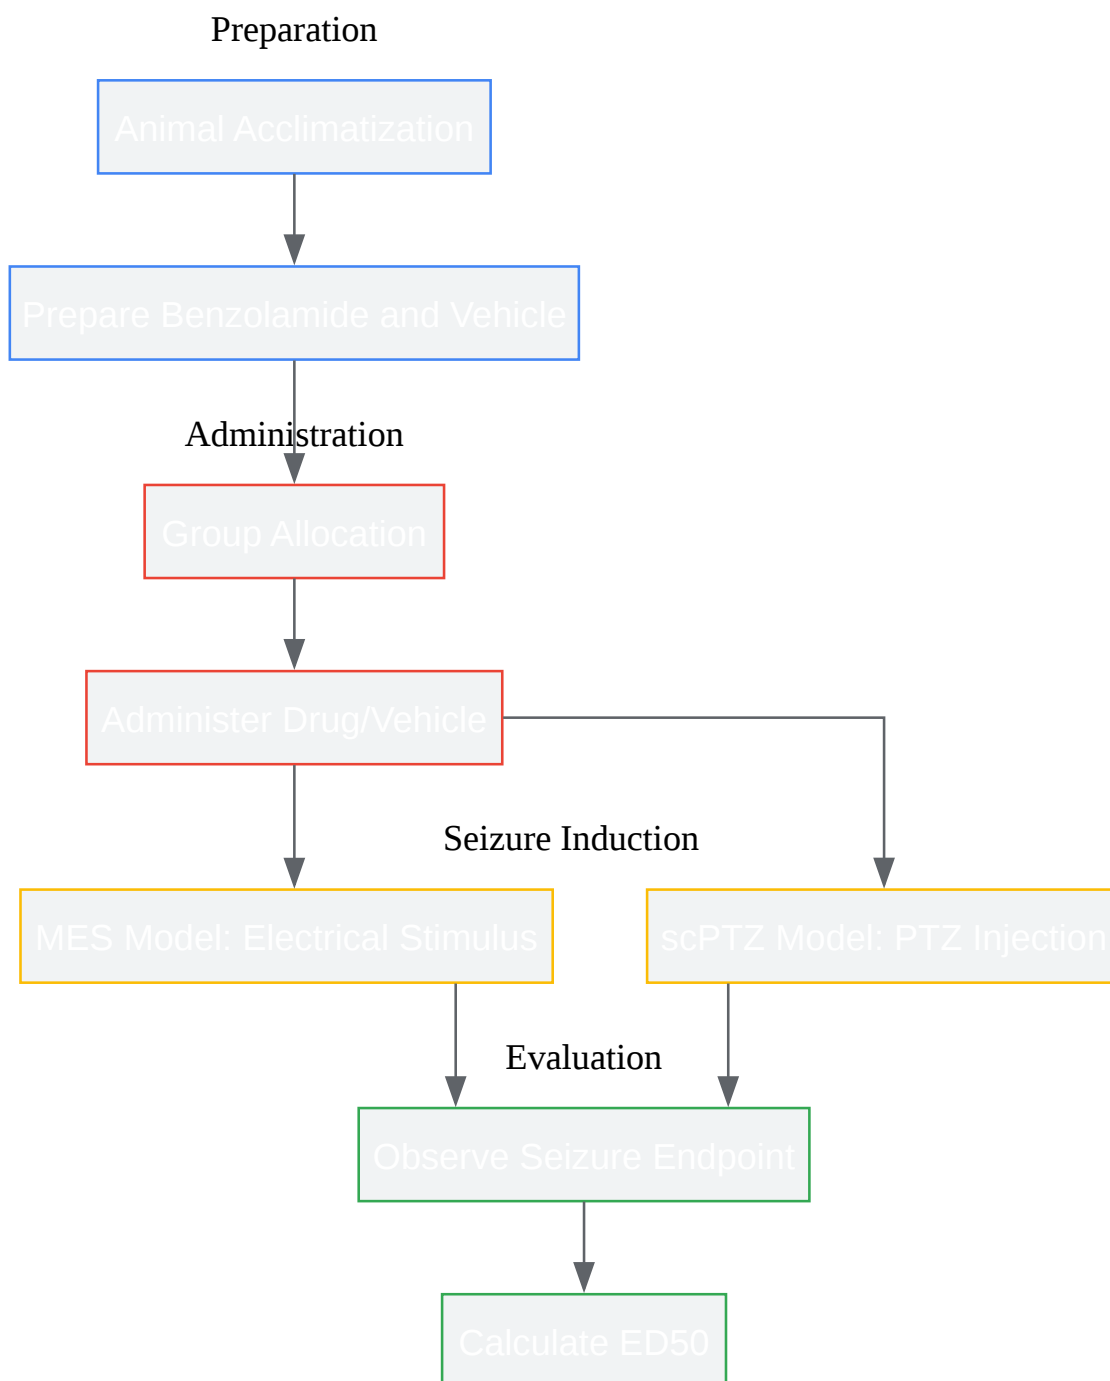 Preparation
Animal Acclimatization
Prepare Benzolamide and Vehicle
Administration
Group Allocation
Administer Drug/Vehicle
Seizure Induction
MES Model: Electrical Stimulus
scPTZ Model: PTZ Injection
Evaluation
Observe Seizure Endpoint
Calculate ED50